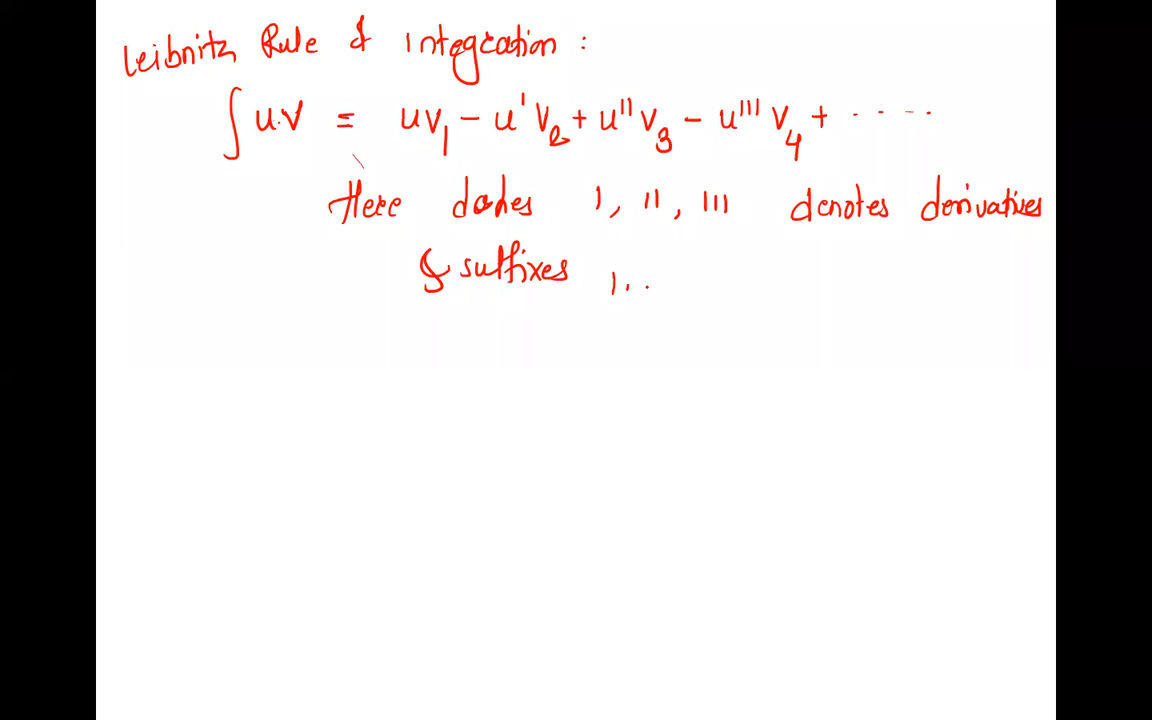 Leibnitz Rule of Integration :
∫ u.v = uv₁ - u'v₂ + u''v₃ - u'''v₄ + ....
Here dashes ', '', ''' denotes derivatives
& suffixes 1, .